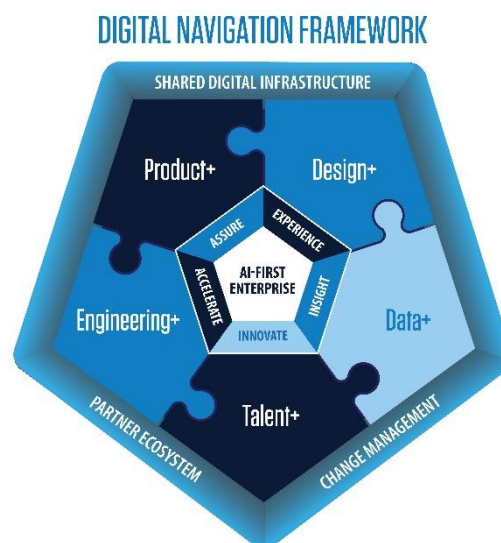 DIGITAL NAVIGATION FRAMEWORK
SHARED DIGITAL INFRASTRUCTURE
Product+
Design+
ASSURE
EXPERIENCE
AI-FIRST
ENTERPRISE
ACCELERATE
INSIGHT
INNOVATE
Engineering+
Data+
Talent+
PARTNER ECOSYSTEM
CHANGE MANAGEMENT